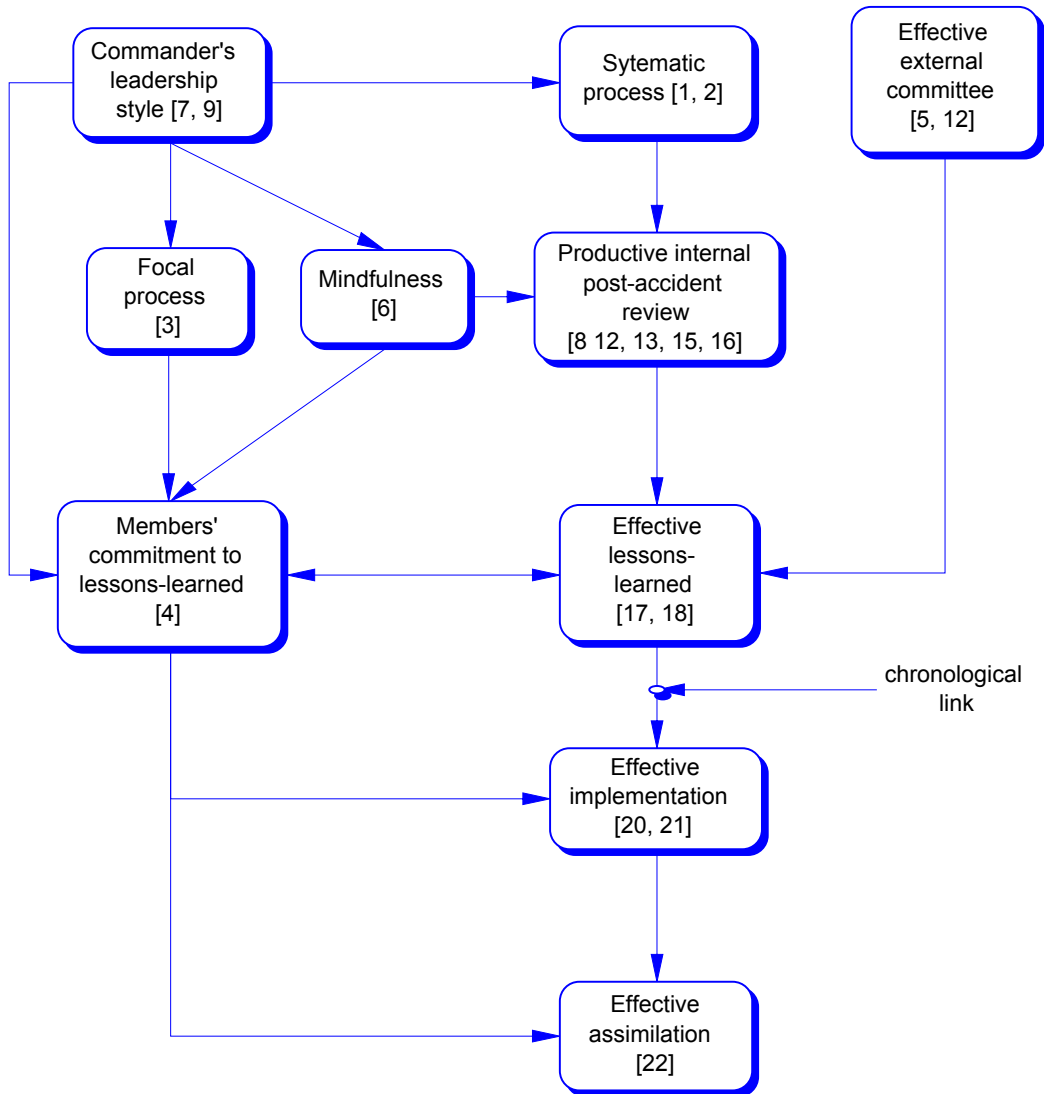 Commander's
leadership
style [7, 9]
Sytematic
process [1, 2]
Effective
external
committee
[5, 12]
Focal
process
[3]
Mindfulness
[6]
Productive internal
post-accident
review
[8 12, 13, 15, 16]
Members'
commitment to
lessons-learned
[4]
Effective
lessons-
learned
[17, 18]
chronological
link
Effective
implementation
[20, 21]
Effective
assimilation
[22]